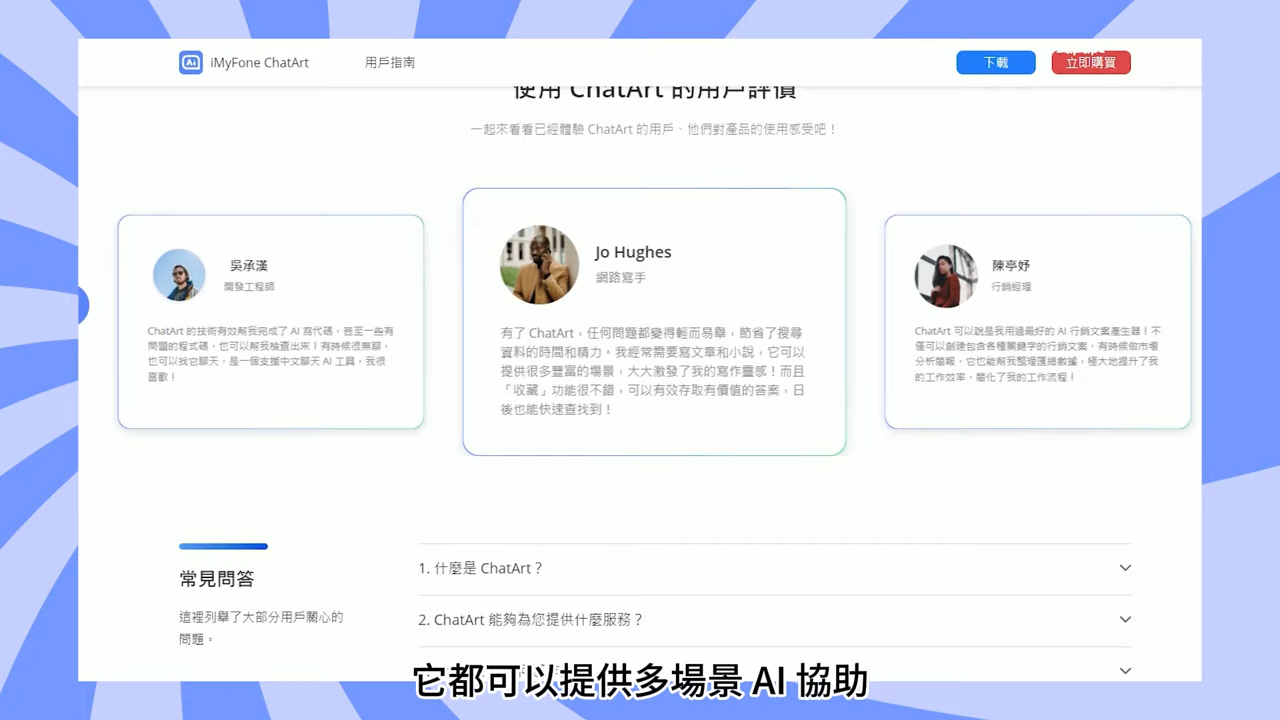 iMyFone ChatArt
用戶指南
下載
立即購買
使用 ChatArt 的用戶評價
一起來看看已經體驗 ChatArt 的用戶、他們對產品的使用感受吧！
吳承漢
開發工程師
ChatArt 的技術有效幫我完成了 AI 寫代碼，甚至一些有
問題的程式碼，也可以幫我檢查出來！有時候很無聊，
也可以找它聊天，是一個支援中文聊天 AI 工具，我很
喜歡！
Jo Hughes
網路寫手
有了 ChatArt，任何問題都變得輕而易舉，節省了搜尋
資料的時間和精力。我經常需要寫文章和小說，它可以
提供很多豐富的場景，大大激發了我的寫作靈感！而且
「收藏」功能很不錯，可以有效存取有價值的答案，日
後也能快速查找到！
陳亭妤
行銷經理
ChatArt 可以說是我用過最好的 AI 行銷文案產生器！不
僅可以創建包含各種關鍵字的行銷文案，有時候做市場
分析簡報，它也能幫我整理匯總數據，極大地提升了我
的工作效率，簡化了我的工作流程！
常見問答
這裡列舉了大部分用戶關心的
問題。
1. 什麼是 ChatArt？
2. ChatArt 能夠為您提供什麼服務？
它都可以提供多場景 AI 協助